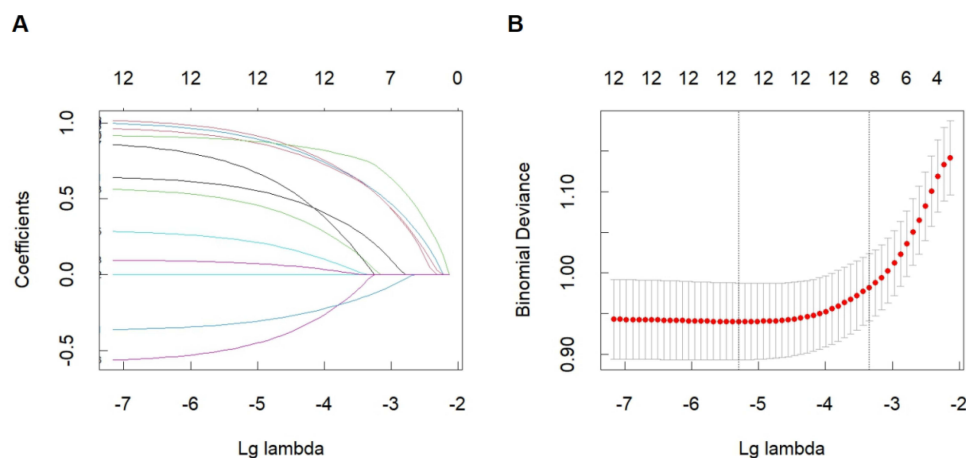 A
12 12 12 12 7 0
Coefficients
1.0
0.5
0.0
-0.5
-7 -6 -5 -4 -3 -2
Lg lambda
B
12 12 12 12 12 12 12 8 6 4
Binomial Deviance
1.10
1.00
0.90
-7 -6 -5 -4 -3 -2
Lg lambda